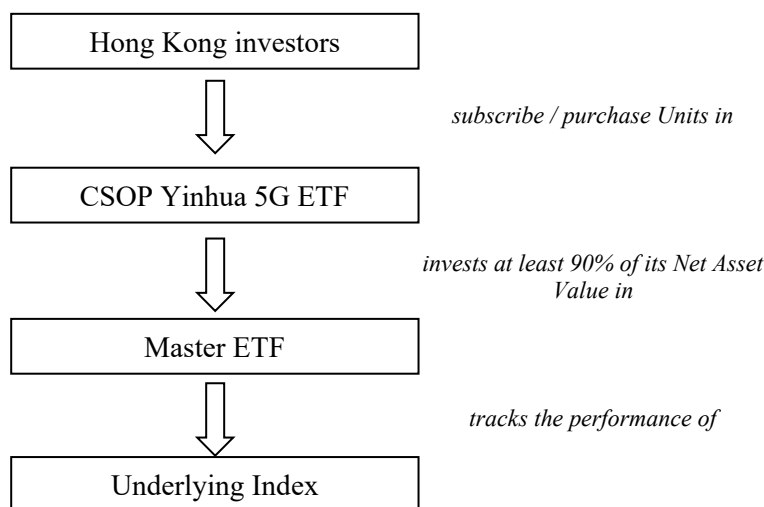 Hong Kong investors
subscribe / purchase Units in
CSOP Yinhua 5G ETF
invests at least 90% of its Net Asset
Value in
Master ETF
tracks the performance of
Underlying Index